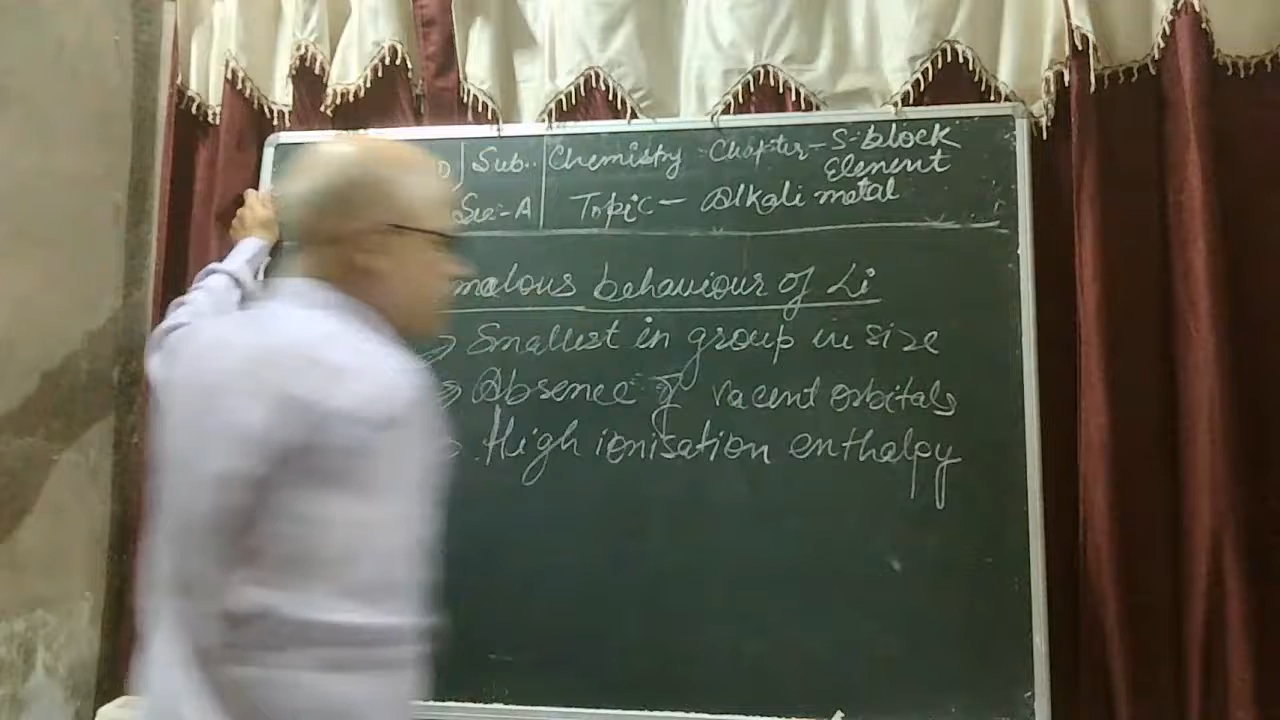 Sub.. Chemistry Chapter - S-block
Element
Sec-A Topic - Alkali metal
malous behaviour of Li
Smallest in group in size
Absence of vacent orbitals
High ionisation enthalpy